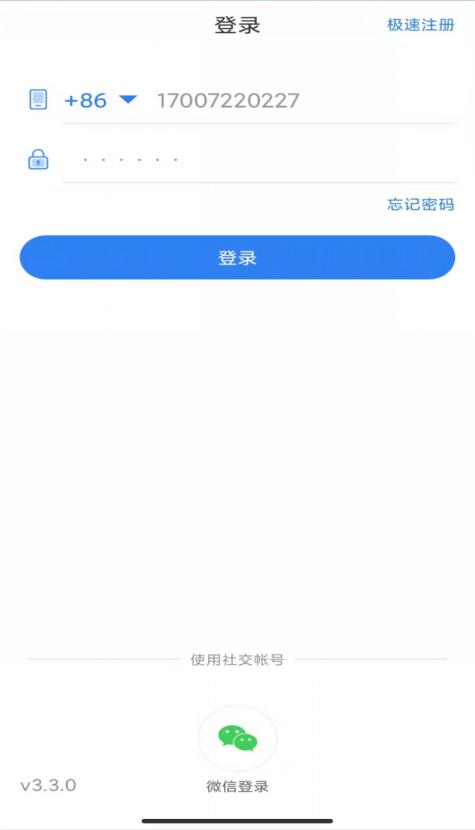 登录 极速注册
+86 17007220227
······
忘记密码
登录
使用社交帐号
微信登录
v3.3.0